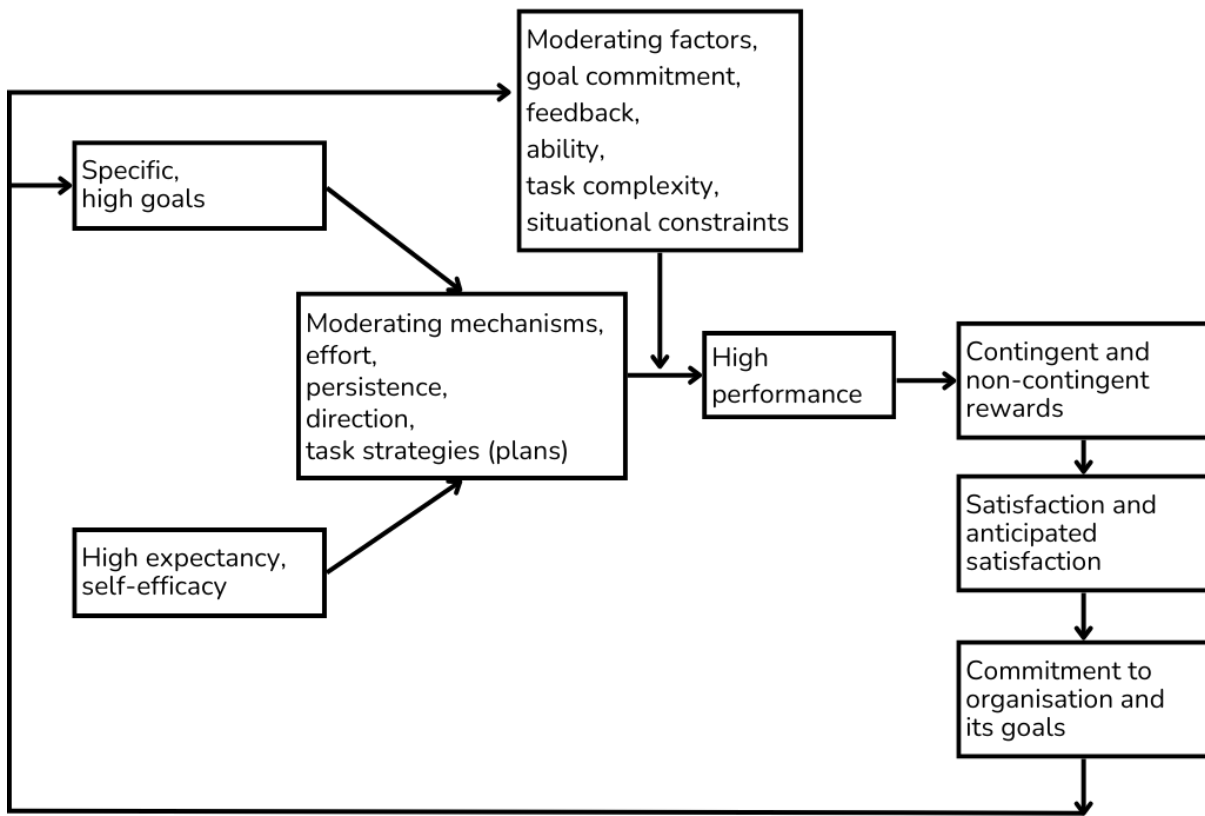 Moderating factors,
goal commitment,
feedback,
ability,
task complexity,
situational constraints
Specific,
high goals
Moderating mechanisms,
effort,
persistence,
direction,
task strategies (plans)
High
performance
Contingent and
non-contingent
rewards
High expectancy,
self-efficacy
Satisfaction and
anticipated
satisfaction
Commitment to
organisation and
its goals